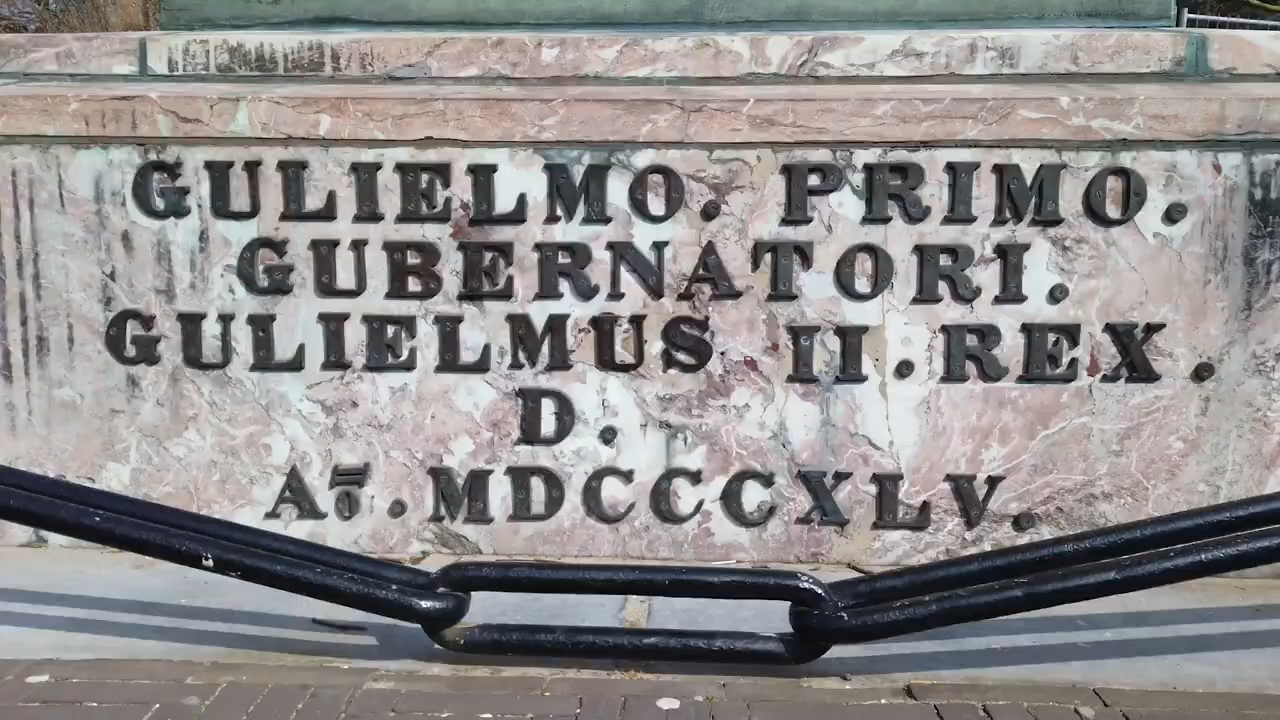 GULIELMO. PRIMO.
GUBERNATORI.
GULIELMUS II. REX.
D.
Aō. MDCCCXLV.